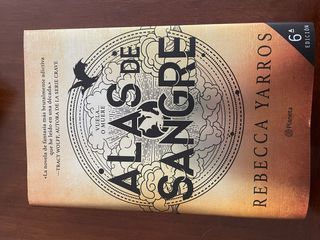 «La novela de fantasía más brutalmente adictiva
que he leído en una década.»
—TRACY WOLFF, AUTORA DE LA SERIE CRAVE
VUELA...
O MUERE
ALAS DE
SANGRE
REBECCA YARROS
Planeta
6ª
EDICIÓN